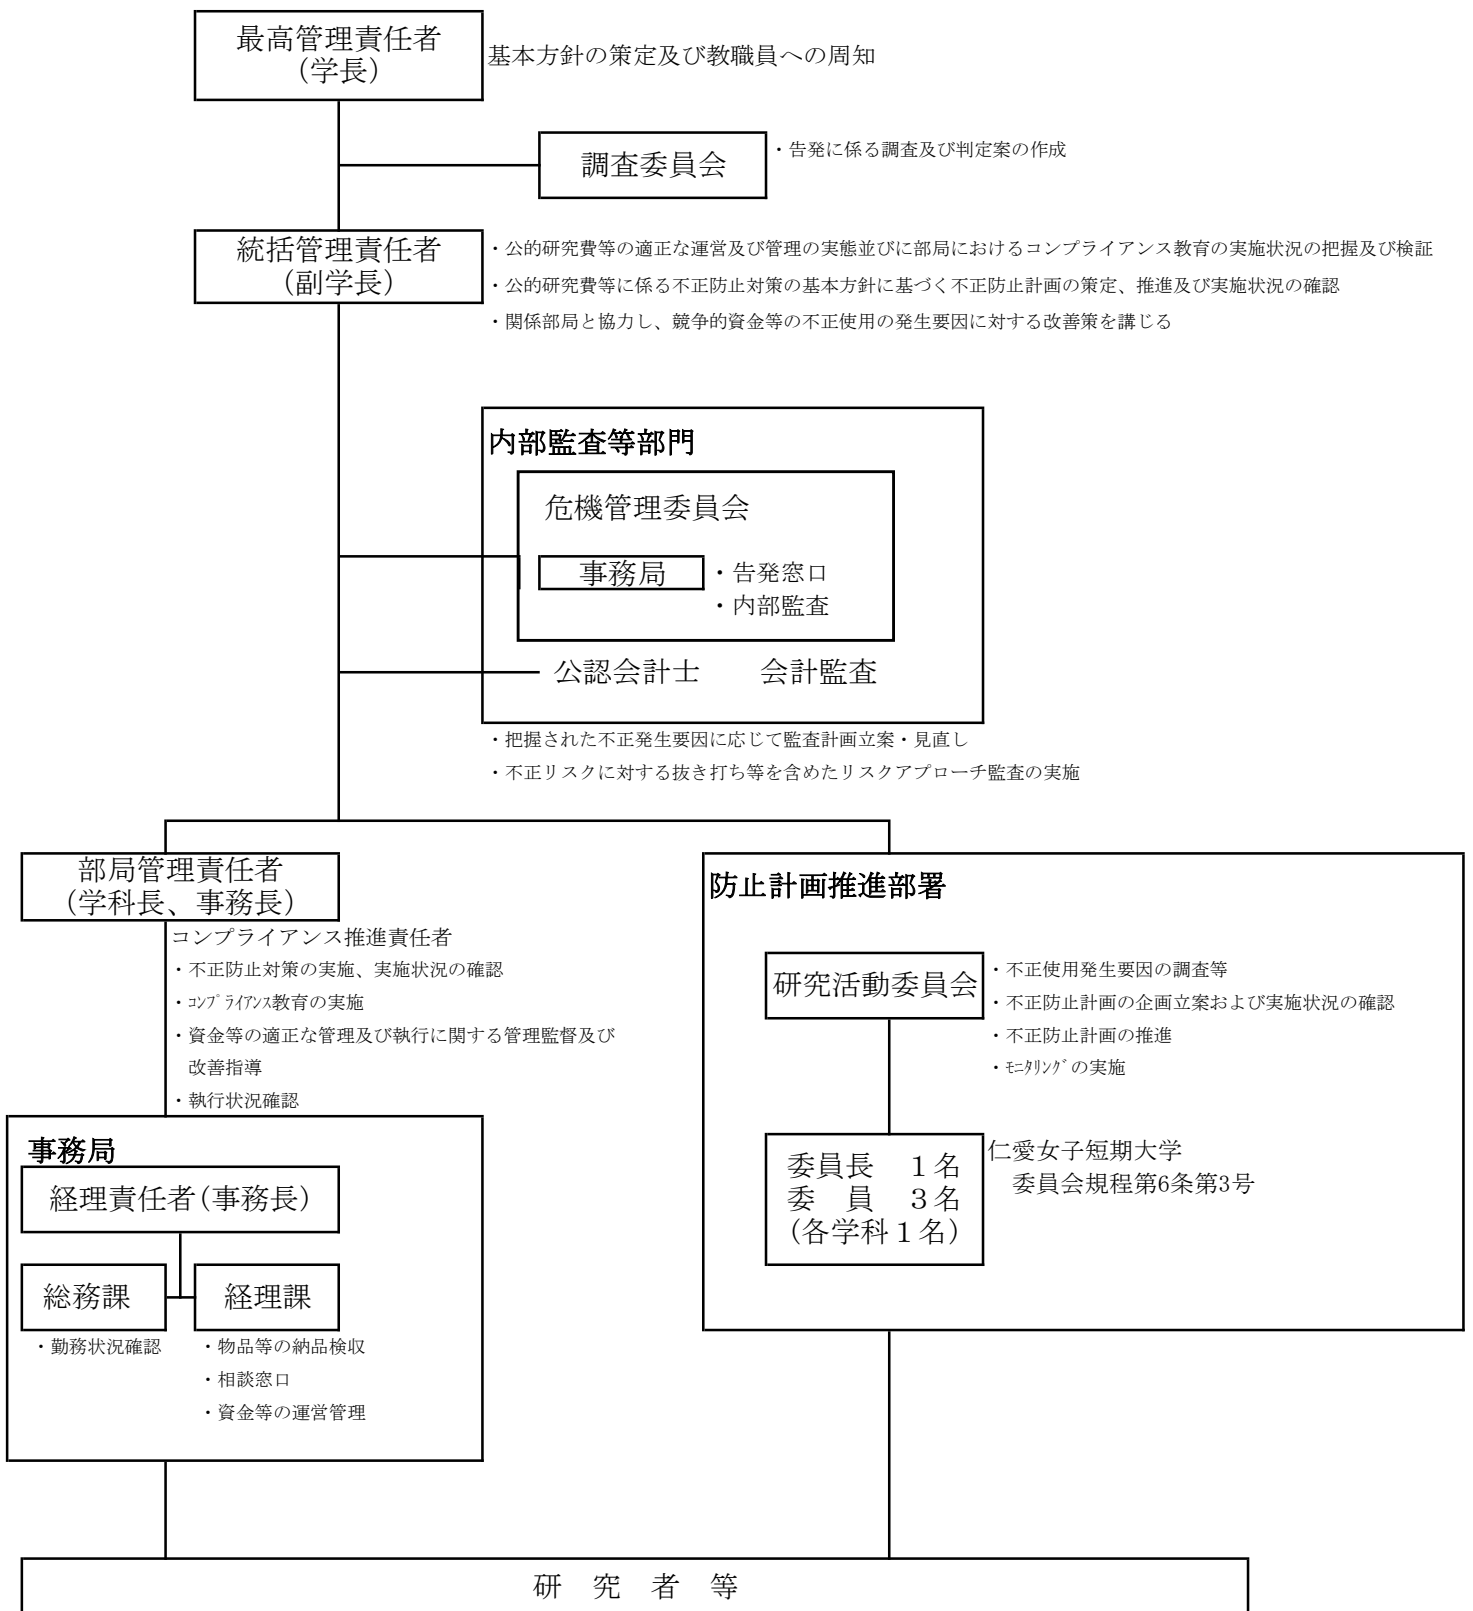 最高管理責任者
(学長)
基本方針の策定及び教職員への周知
調査委員会
・告発に係る調査及び判定案の作成
統括管理責任者
(副学長)
・公的研究費等の適正な運営及び管理の実態並びに部局におけるコンプライアンス教育の実施状況の把握及び検証
・公的研究費等に係る不正防止対策の基本方針に基づく不正防止計画の策定、推進及び実施状況の確認
・関係部局と協力し、競争的資金等の不正使用の発生要因に対する改善策を講じる
内部監査等部門
危機管理委員会
事務局
・告発窓口
・内部監査
公認会計士　　会計監査
・把握された不正発生要因に応じて監査計画立案・見直し
・不正リスクに対する抜き打ち等を含めたリスクアプローチ監査の実施
部局管理責任者
(学科長、事務長)
コンプライアンス推進責任者
・不正防止対策の実施、実施状況の確認
・ｺﾝﾌﾟﾗｲｱﾝｽ教育の実施
・資金等の適正な管理及び執行に関する管理監督及び
改善指導
・執行状況確認
事務局
経理責任者(事務長)
総務課
・勤務状況確認
経理課
・物品等の納品検収
・相談窓口
・資金等の運営管理
防止計画推進部署
研究活動委員会
・不正使用発生要因の調査等
・不正防止計画の企画立案および実施状況の確認
・不正防止計画の推進
・ﾓﾆﾀﾘﾝｸﾞの実施
委員長　１名
委　員　３名
(各学科１名)
仁愛女子短期大学
委員会規程第6条第3号
研　究　者　等